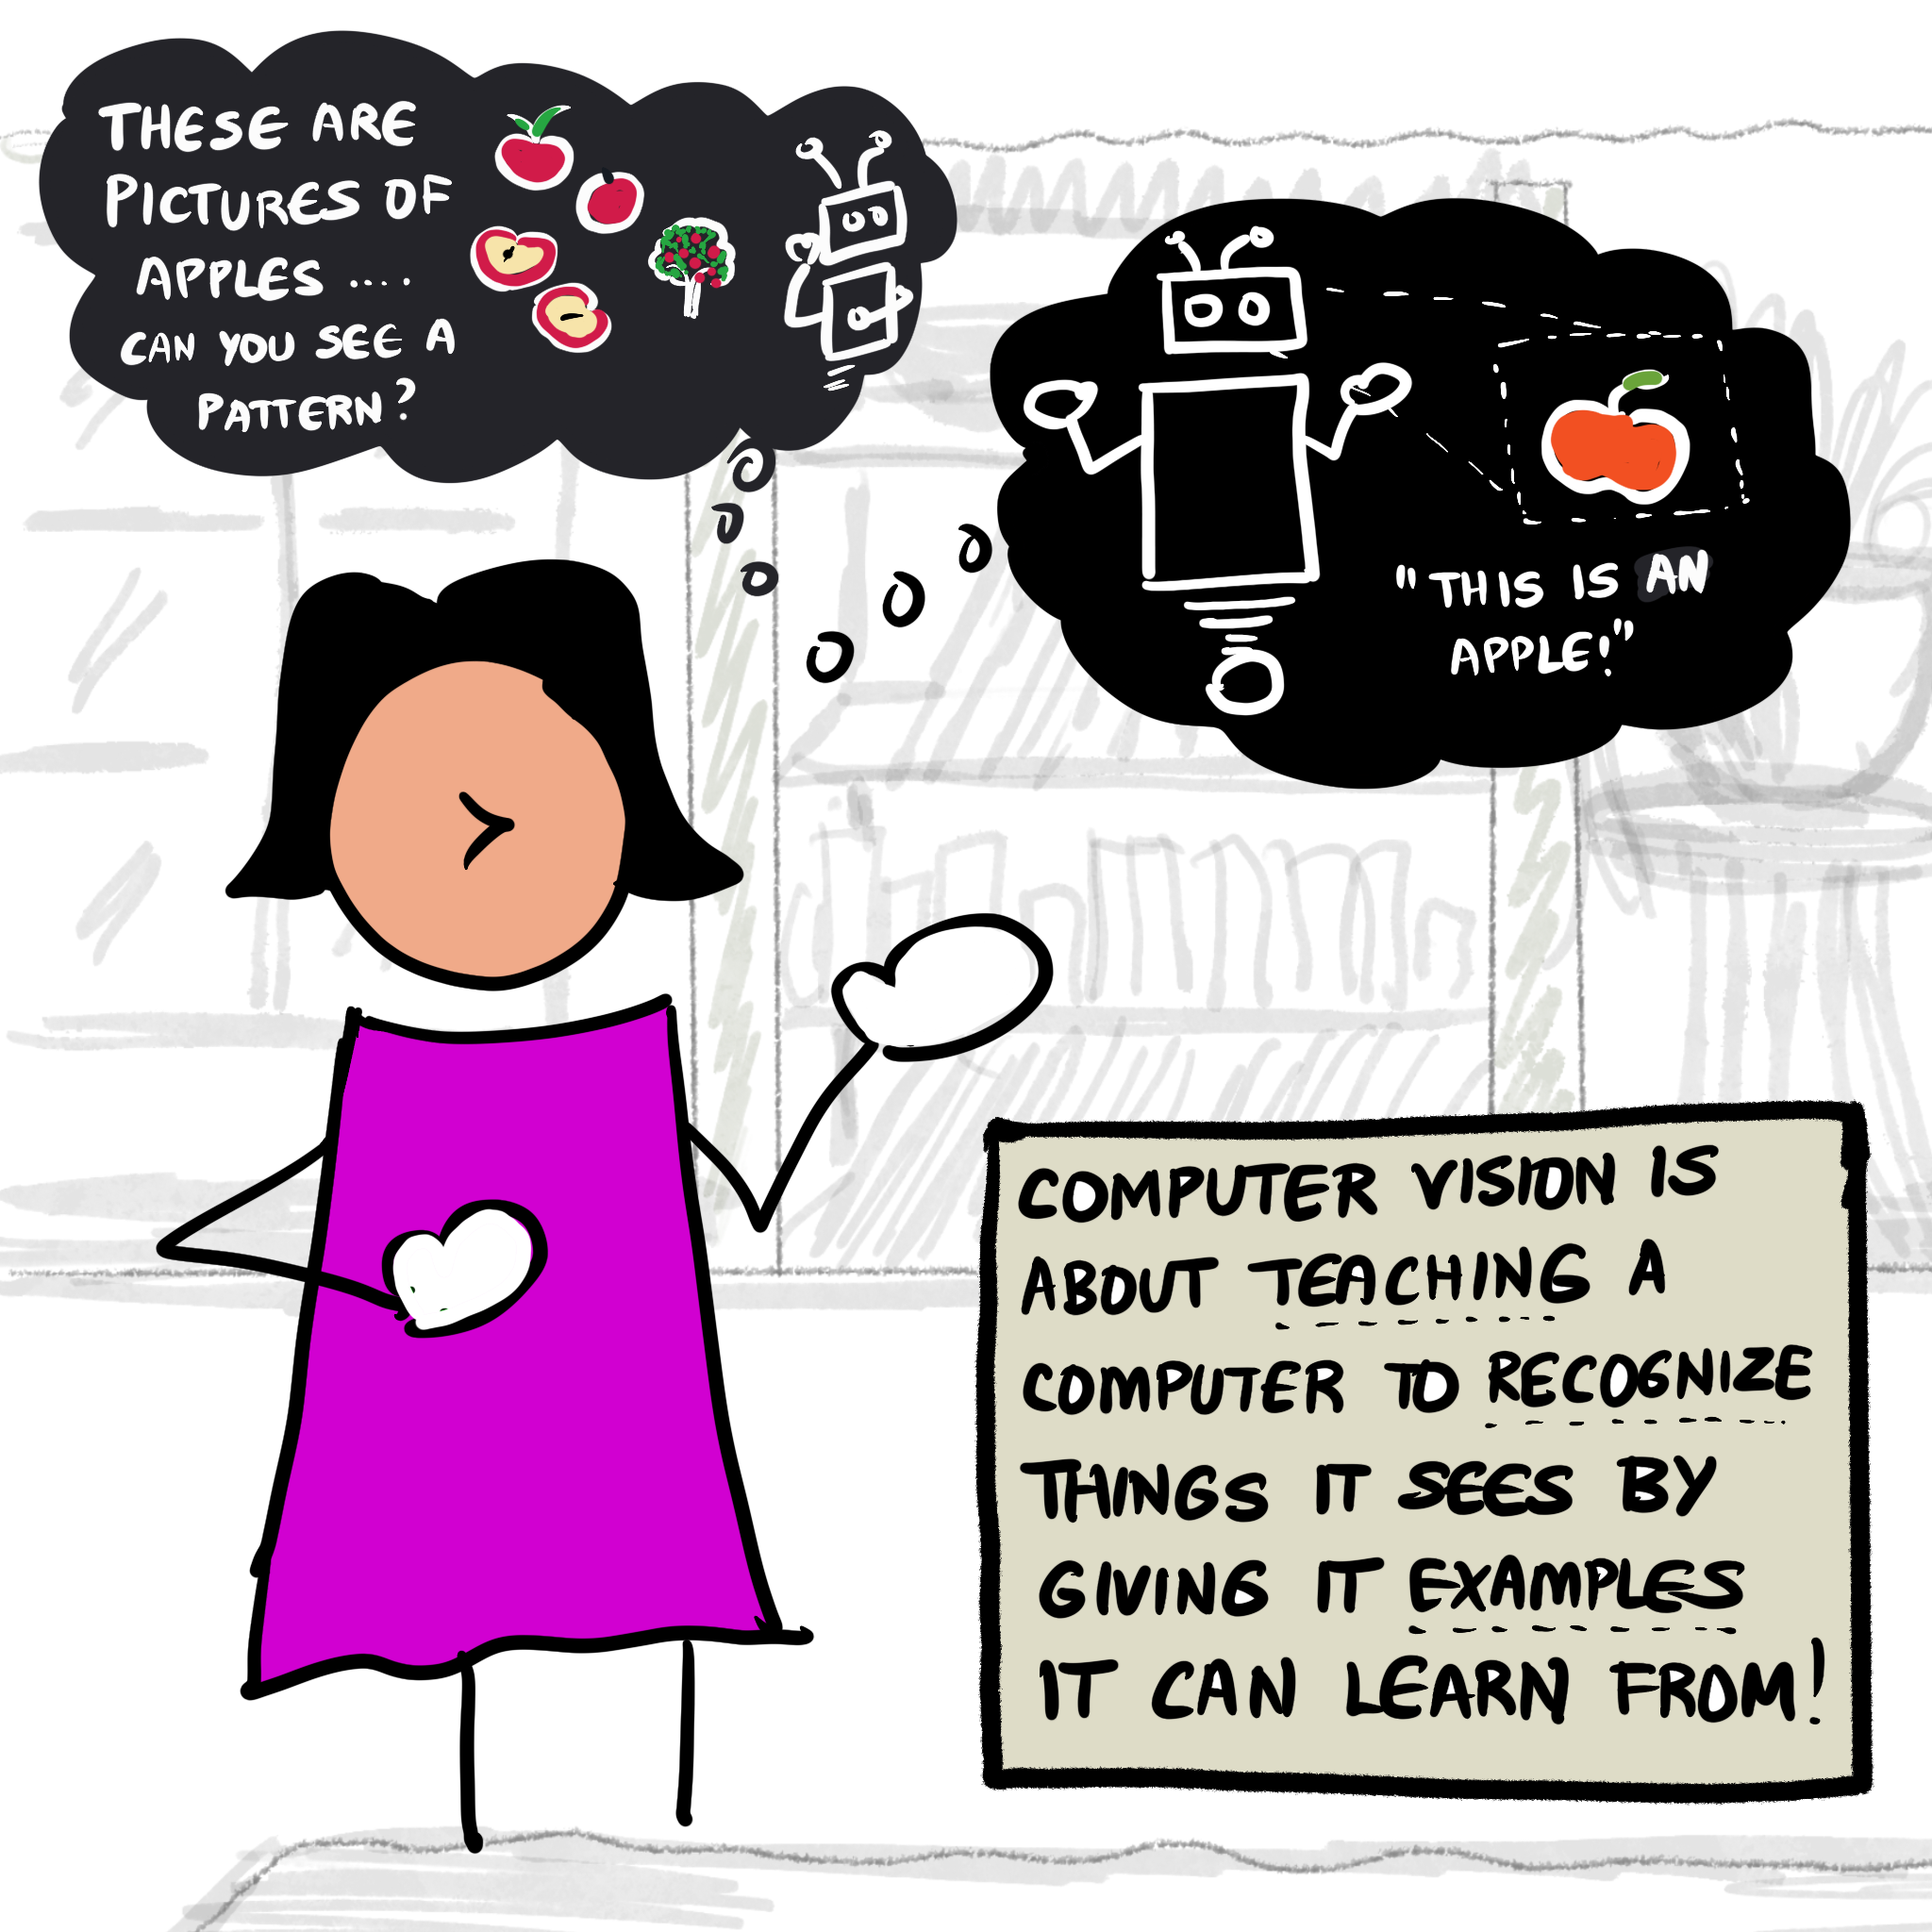 THESE ARE
PICTURES OF
APPLES ....
CAN YOU SEE A
PATTERN?
"THIS IS AN
APPLE!"
COMPUTER VISION IS
ABOUT TEACHING A
COMPUTER TO RECOGNIZE
THINGS IT SEES BY
GIVING IT EXAMPLES
IT CAN LEARN FROM!